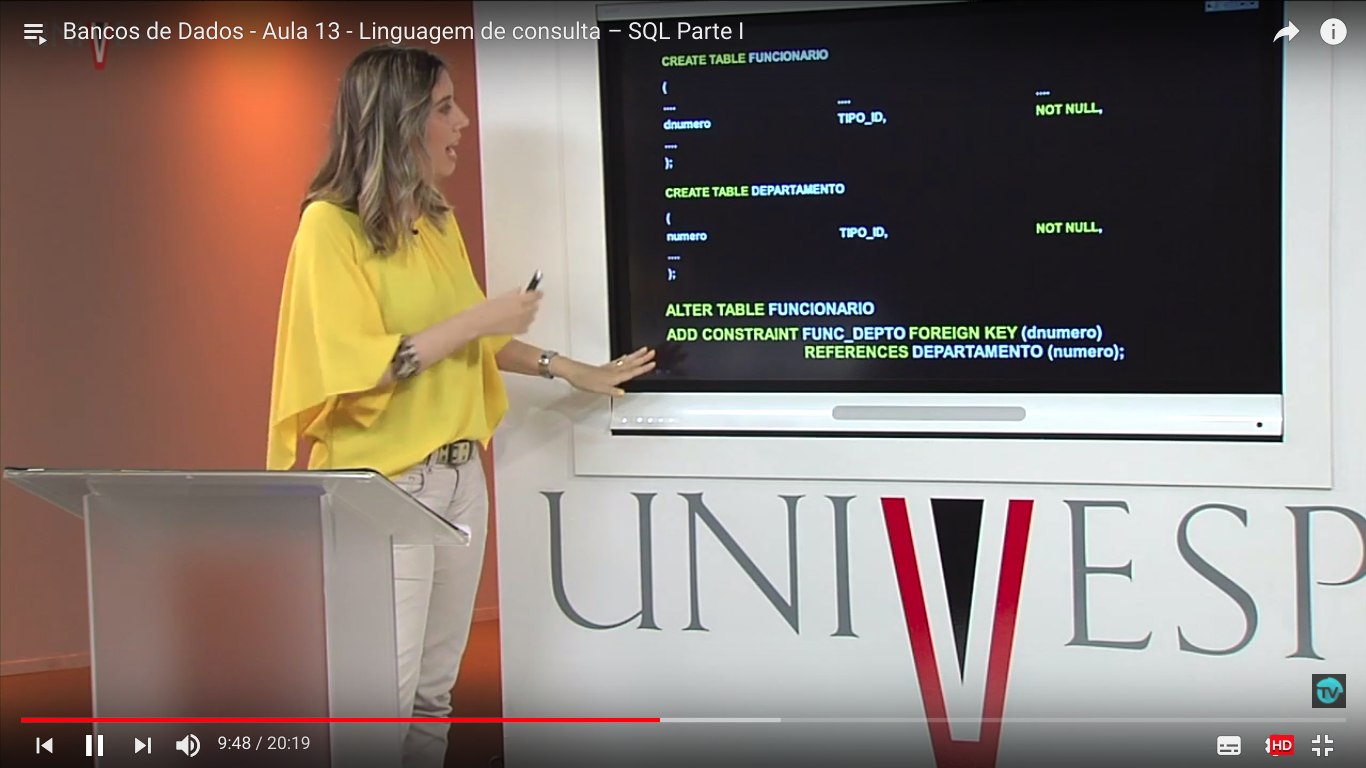 Bancos de Dados - Aula 13 - Linguagem de consulta – SQL Parte I
CREATE TABLE FUNCIONARIO
(
.... .... ....
dnumero TIPO_ID, NOT NULL,
....
);
CREATE TABLE DEPARTAMENTO
(
numero TIPO_ID, NOT NULL,
....
);
ALTER TABLE FUNCIONARIO
ADD CONSTRAINT FUNC_DEPTO FOREIGN KEY (dnumero)
REFERENCES DEPARTAMENTO (numero);
UNIVESP
TV
9:48 / 20:19
HD